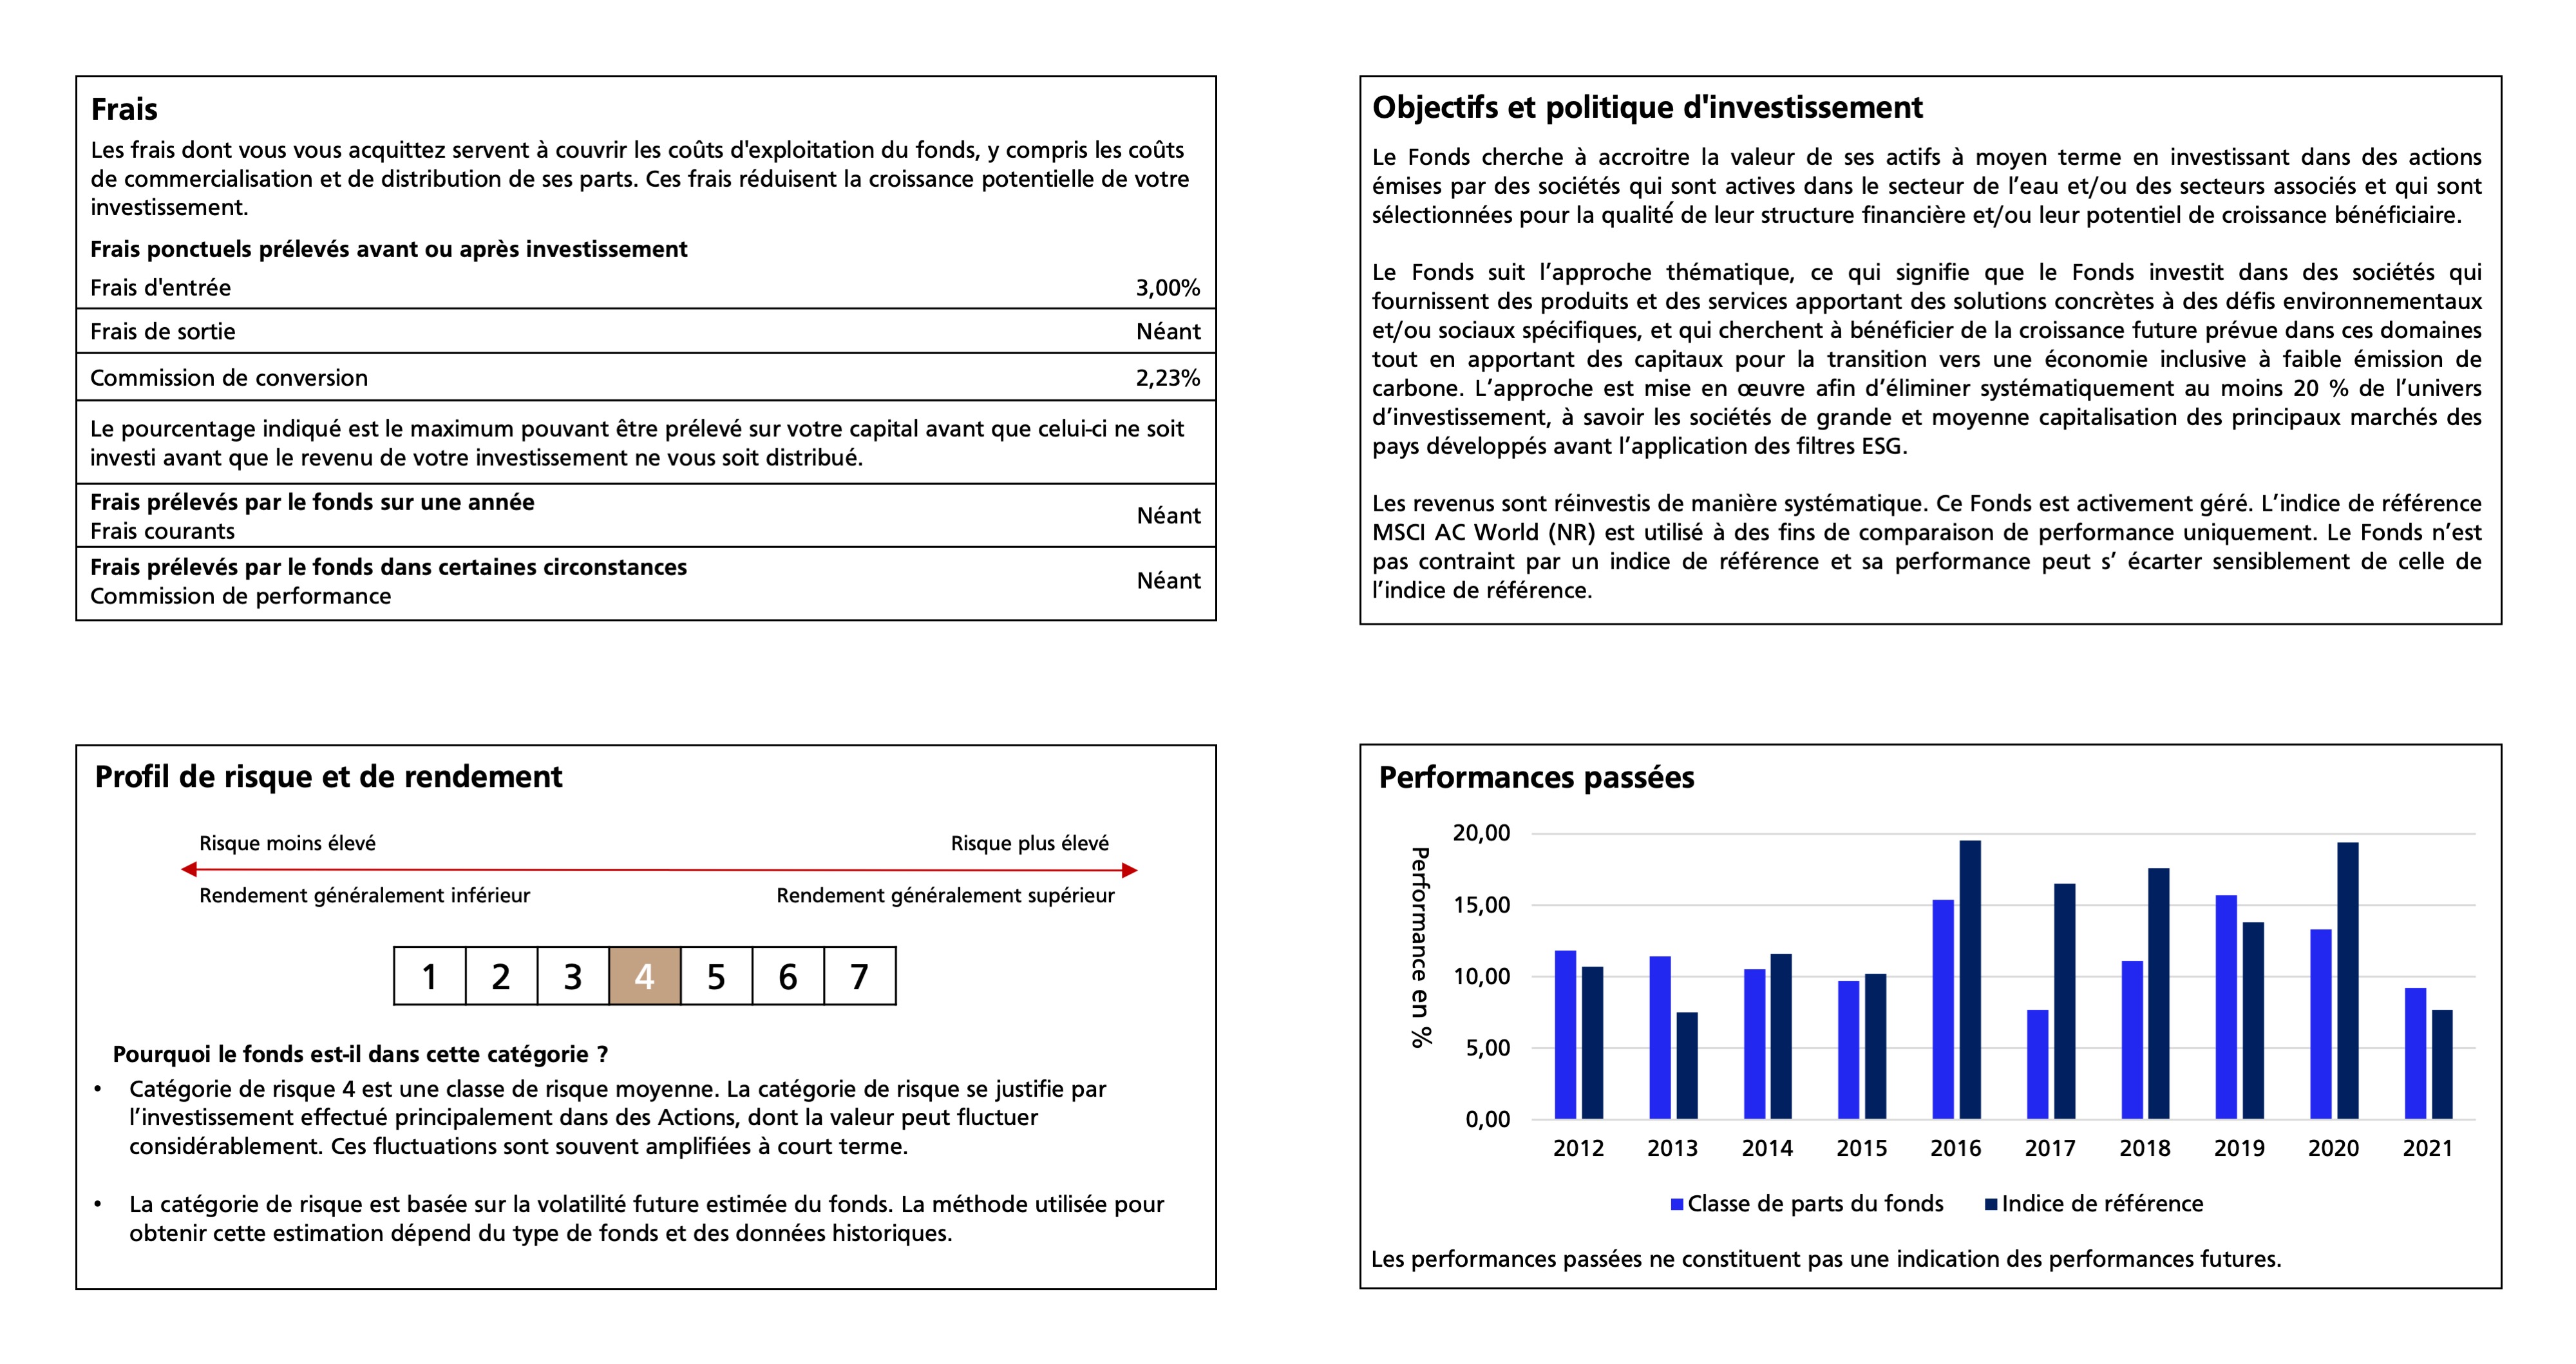 Frais
Les frais dont vous vous acquittez servent à couvrir les coûts d'exploitation du fonds, y compris les coûts
de commercialisation et de distribution de ses parts. Ces frais réduisent la croissance potentielle de votre
investissement.
Frais ponctuels prélevés avant ou après investissement
Frais d'entrée 3,00%
Frais de sortie Néant
Commission de conversion 2,23%
Le pourcentage indiqué est le maximum pouvant être prélevé sur votre capital avant que celui-ci ne soit
investi avant que le revenu de votre investissement ne vous soit distribué.
Frais prélevés par le fonds sur une année
Frais courants Néant
Frais prélevés par le fonds dans certaines circonstances
Commission de performance Néant
Objectifs et politique d'investissement
Le Fonds cherche à accroitre la valeur de ses actifs à moyen terme en investissant dans des actions
émises par des sociétés qui sont actives dans le secteur de l’eau et/ou des secteurs associés et qui sont
sélectionnées pour la qualité de leur structure financière et/ou leur potentiel de croissance bénéficiaire.
Le Fonds suit l’approche thématique, ce qui signifie que le Fonds investit dans des sociétés qui
fournissent des produits et des services apportant des solutions concrètes à des défis environnementaux
et/ou sociaux spécifiques, et qui cherchent à bénéficier de la croissance future prévue dans ces domaines
tout en apportant des capitaux pour la transition vers une économie inclusive à faible émission de
carbone. L’approche est mise en œuvre afin d’éliminer systématiquement au moins 20 % de l’univers
d’investissement, à savoir les sociétés de grande et moyenne capitalisation des principaux marchés des
pays développés avant l’application des filtres ESG.
Les revenus sont réinvestis de manière systématique. Ce Fonds est activement géré. L’indice de référence
MSCI AC World (NR) est utilisé à des fins de comparaison de performance uniquement. Le Fonds n’est
pas contraint par un indice de référence et sa performance peut s’ écarter sensiblement de celle de
l’indice de référence.
Profil de risque et de rendement
Risque moins élevé Risque plus élevé
Rendement généralement inférieur Rendement généralement supérieur
1 2 3 4 5 6 7
Pourquoi le fonds est-il dans cette catégorie ?
• Catégorie de risque 4 est une classe de risque moyenne. La catégorie de risque se justifie par
l’investissement effectué principalement dans des Actions, dont la valeur peut fluctuer
considérablement. Ces fluctuations sont souvent amplifiées à court terme.
• La catégorie de risque est basée sur la volatilité future estimée du fonds. La méthode utilisée pour
obtenir cette estimation dépend du type de fonds et des données historiques.
Performances passées
Performance en %
20,00
15,00
10,00
5,00
0,00
2012 2013 2014 2015 2016 2017 2018 2019 2020 2021
Classe de parts du fonds Indice de référence
Les performances passées ne constituent pas une indication des performances futures.